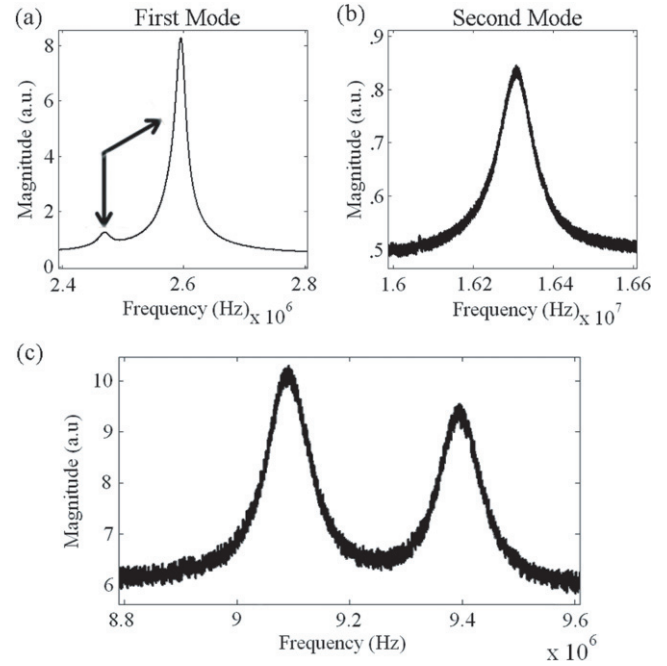 (a) First Mode
Magnitude (a.u.)
8
6
4
2
0
2.4 2.6 2.8
Frequency (Hz) x 10^6
(b) Second Mode
Magnitude (a.u.)
.9
.8
.7
.6
.5
1.6 1.62 1.64 1.66
Frequency (Hz) x 10^7
(c)
Magnitude (a.u)
10
9
8
7
6
8.8 9 9.2 9.4 9.6
Frequency (Hz) x 10^6